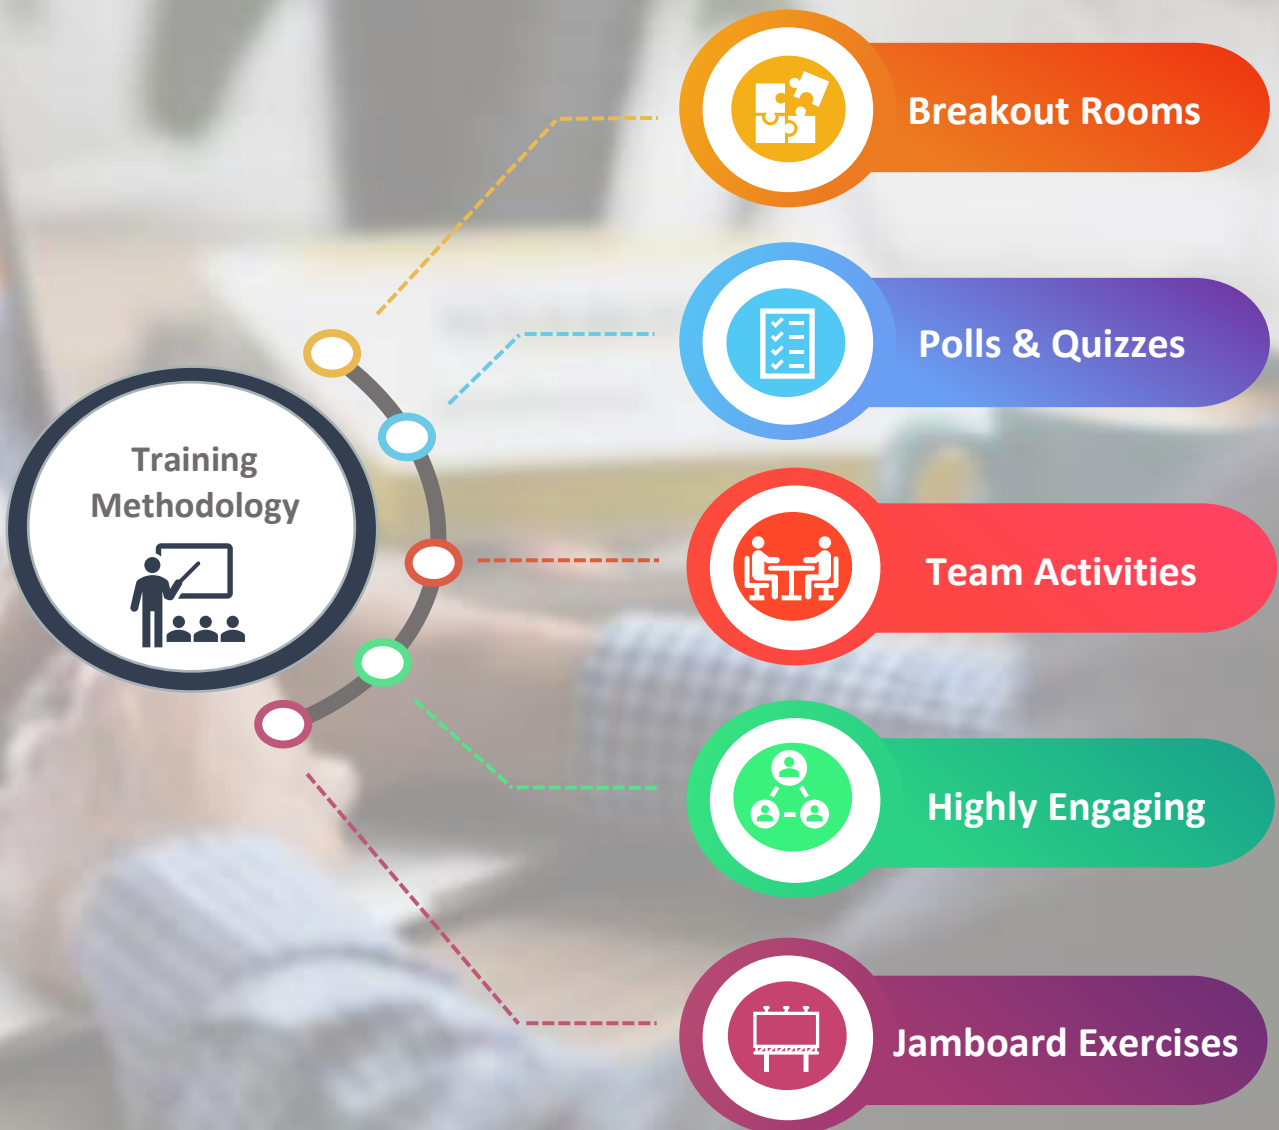 Training
Methodology
Breakout Rooms
Polls & Quizzes
Team Activities
Highly Engaging
Jamboard Exercises